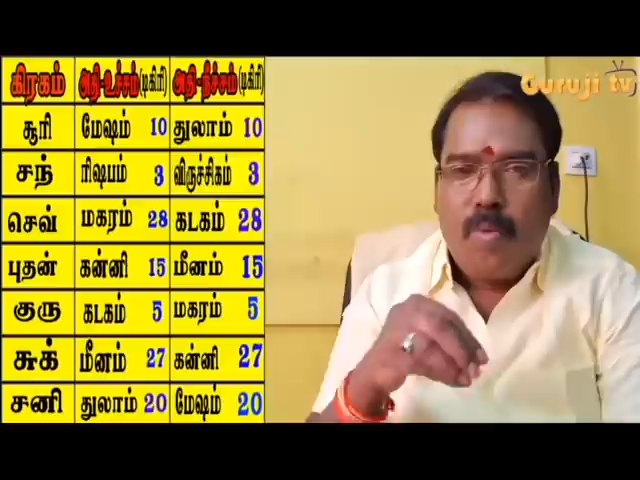 Guruji tv
கிரகம் அதி-உச்சம்(டிகிரி) அதி-நீச்சம்(டிகிரி)
சூரி மேஷம் 10 துலாம் 10
சந் ரிஷபம் 3 விருச்சிகம் 3
செவ் மகரம் 28 கடகம் 28
புதன் கன்னி 15 மீனம் 15
குரு கடகம் 5 மகரம் 5
சுக் மீனம் 27 கன்னி 27
சனி துலாம் 20 மேஷம் 20